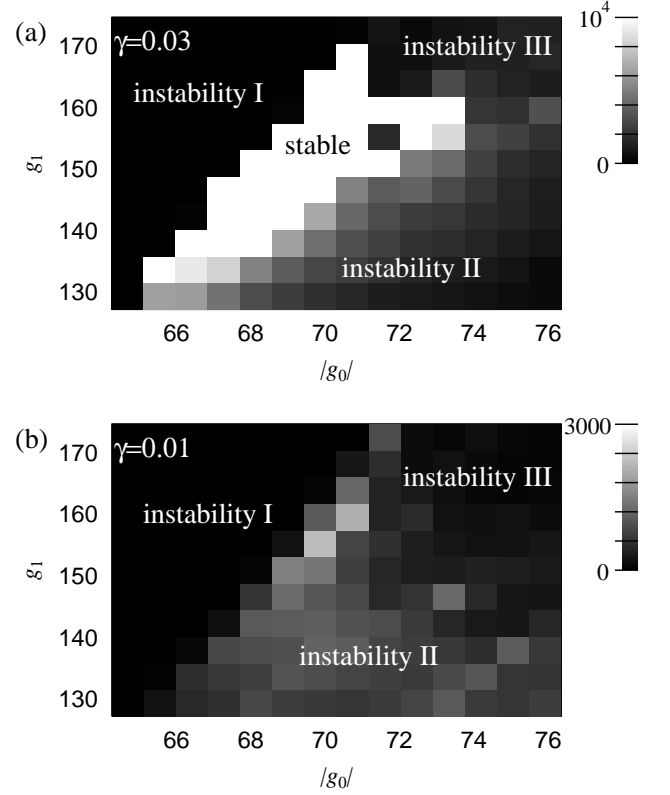 (a)
γ=0.03
instability I
instability III
stable
instability II
170
160
150
140
130
g₁
66 68 70 72 74 76
/g₀/
10⁴
0
(b)
γ=0.01
instability I
instability III
instability II
170
160
150
140
130
g₁
66 68 70 72 74 76
/g₀/
3000
0